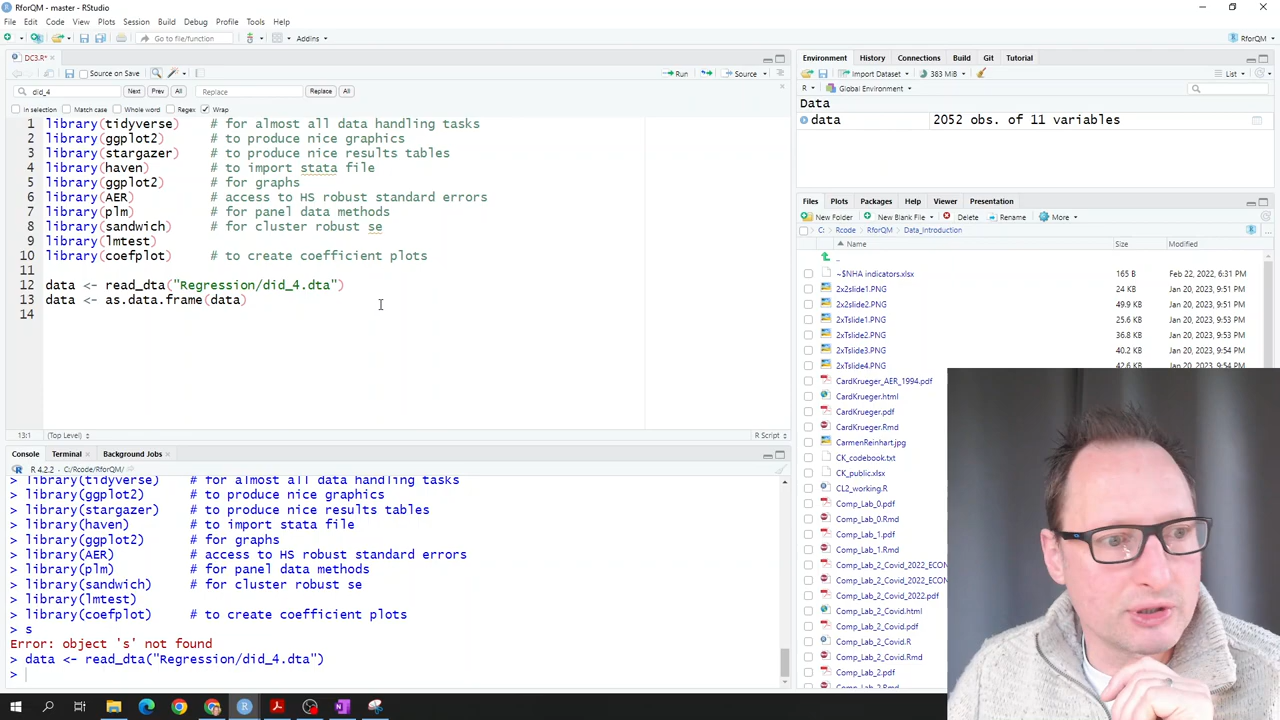 RforQM - master - RStudio
File Edit Code View Plots Session Build Debug Profile Tools Help
Go to file/function
Addins
RforQM
DC3.R*
Source on Save
Run
Source
did_4
Next
Prev
All
Replace
Replace
All
In selection
Match case
Whole word
Regex
Wrap
1 library(tidyverse) # for almost all data handling tasks
2 library(ggplot2) # to produce nice graphics
3 library(stargazer) # to produce nice results tables
4 library(haven) # to import stata file
5 library(ggplot2) # for graphs
6 library(AER) # access to HS robust standard errors
7 library(plm) # for panel data methods
8 library(sandwich) # for cluster robust se
9 library(lmtest)
10 library(coefplot) # to create coefficient plots
11
12 data <- read_dta("Regression/did_4.dta")
13 data <- as.data.frame(data)
14
13:1 (Top Level) R Script
Console Terminal Background Jobs
R 4.2.2 · C:/Rcode/RforQM/
> library(tidyverse) # for almost all data handling tasks
> library(ggplot2) # to produce nice graphics
> library(stargazer) # to produce nice results tables
> library(haven) # to import stata file
> library(ggplot2) # for graphs
> library(AER) # access to HS robust standard errors
> library(plm) # for panel data methods
> library(sandwich) # for cluster robust se
> library(lmtest)
> library(coefplot) # to create coefficient plots
> s
Error: object 's' not found
> data <- read_dta("Regression/did_4.dta")
>
Environment History Connections Build Git Tutorial
Import Dataset 383 MiB List
R Global Environment
Data
data 2052 obs. of 11 variables
Files Plots Packages Help Viewer Presentation
New Folder New Blank File Delete Rename More
C: Rcode RforQM Data_Introduction
Name Size Modified
..
~$NHA indicators.xlsx 165 B Feb 22, 2022, 6:31
2x2slide1.PNG 24 KB Jan 20, 2023, 9:51
2x2slide2.PNG 49.9 KB Jan 20, 2023, 9:51
2xTslide1.PNG 25.6 KB Jan 20, 2023, 9:53
2xTslide2.PNG 36.8 KB Jan 20, 2023, 9:53
2xTslide3.PNG 40.2 KB Jan 20, 2023, 9:54
2xTslide4.PNG 42.6 KB Jan 20, 2023, 9:54
CardKrueger_AER_1994.pdf
CardKrueger.html
CardKrueger.pdf
CardKrueger.Rmd
CarmenReinhart.jpg
CK_codebook.txt
CK_public.xlsx
CL2_working.R
Comp_Lab_0.pdf
Comp_Lab_0.Rmd
Comp_Lab_1.pdf
Comp_Lab_1.Rmd
Comp_Lab_2_Covid_2022_ECON
Comp_Lab_2_Covid_2022_ECO
Comp_Lab_2_Covid_2022.pdf
Comp_Lab_2_Covid.html
Comp_Lab_2_Covid.pdf
Comp_Lab_2_Covid.R
Comp_Lab_2_Covid.Rmd
Comp_Lab_2.pdf